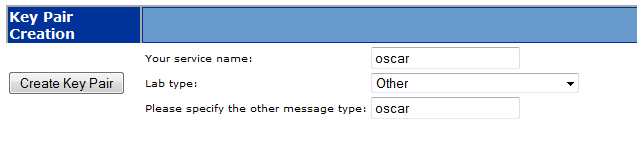 Key Pair
Creation
Your service name: oscar
Create Key Pair Lab type: Other
Please specify the other message type: oscar